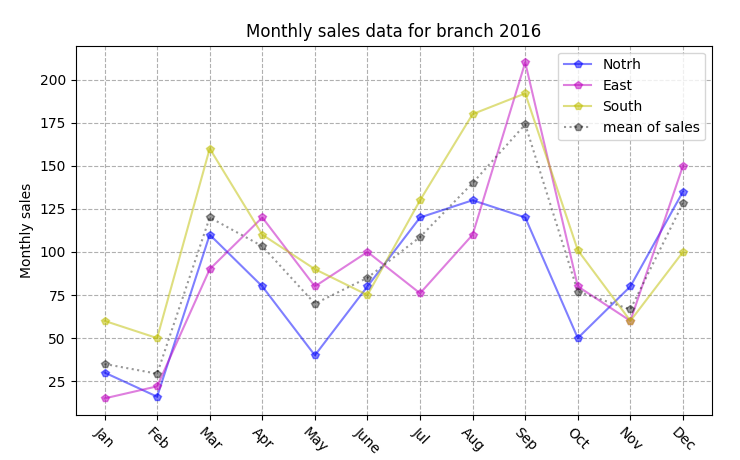 Monthly sales data for branch 2016
Notrh
East
South
mean of sales
Monthly sales
200
175
150
125
100
75
50
25
Jan
Feb
Mar
Apr
May
June
Jul
Aug
Sep
Oct
Nov
Dec